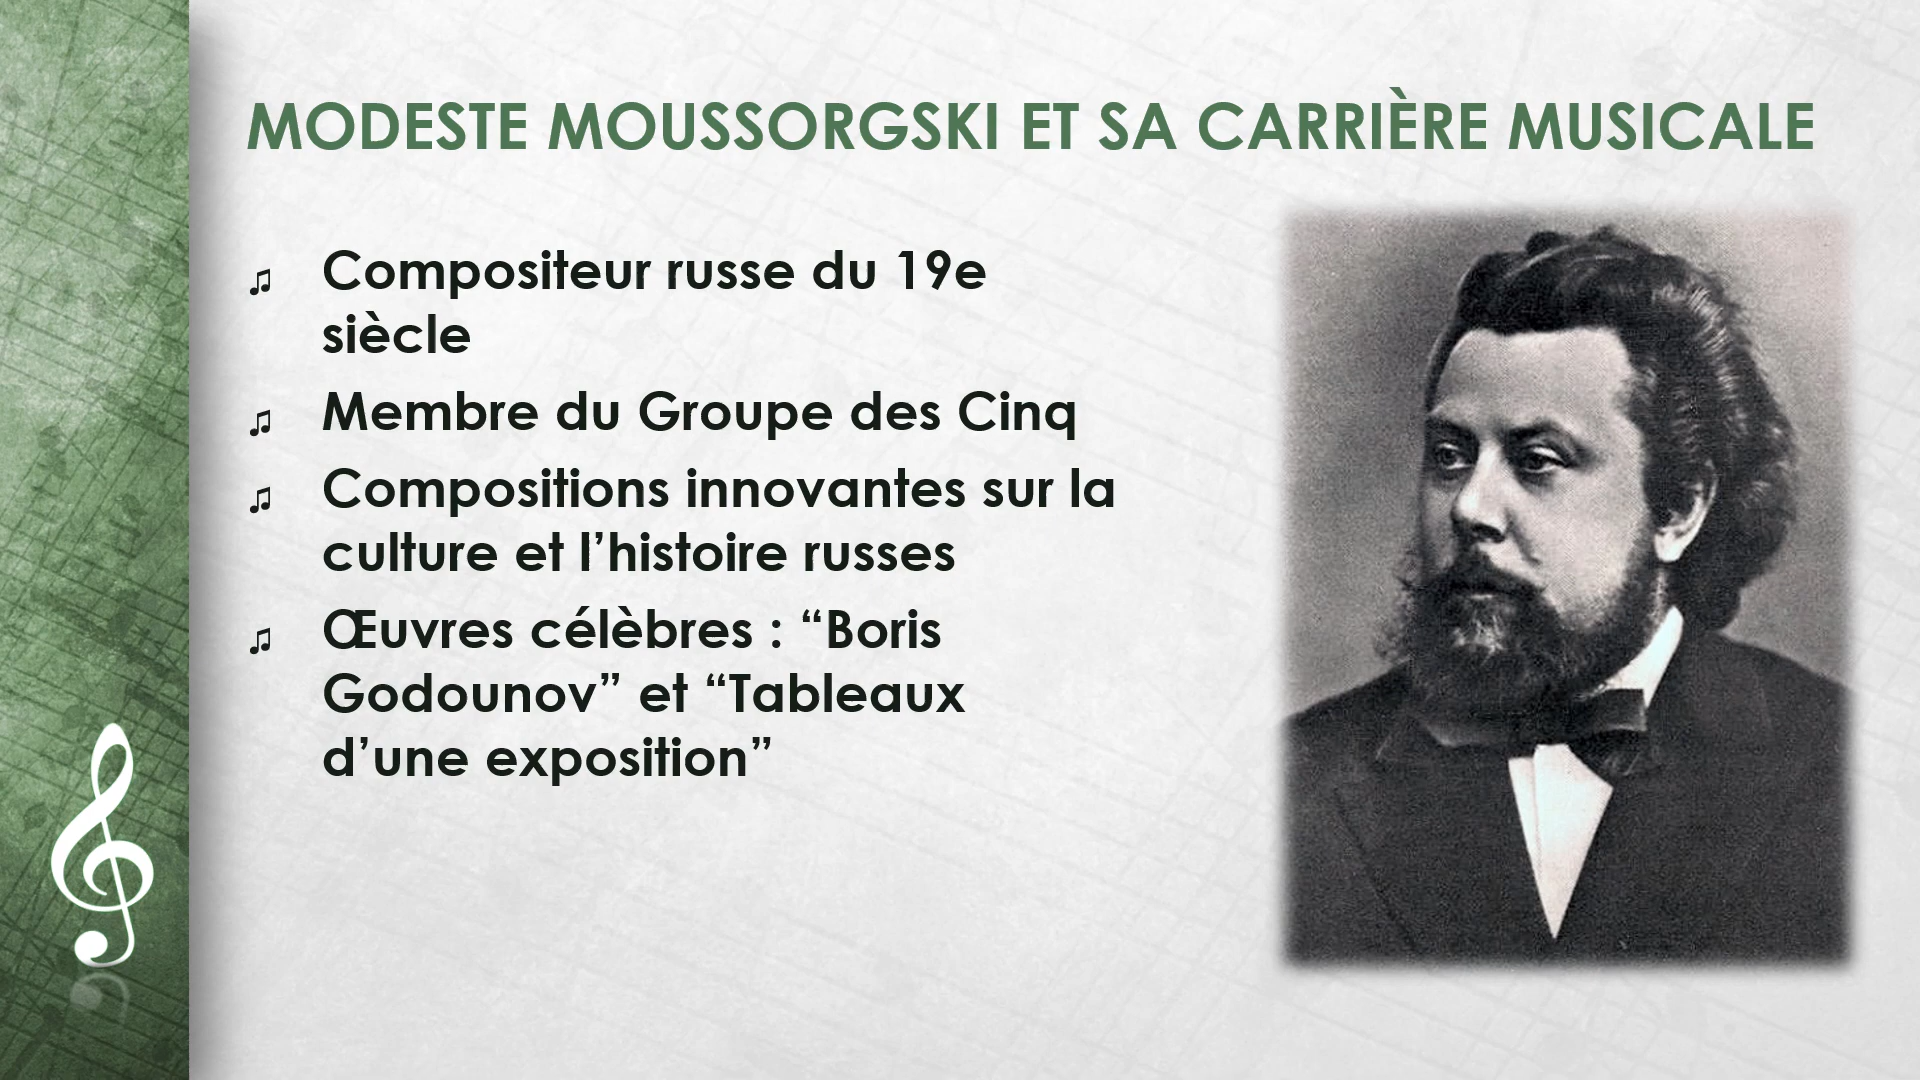 MODESTE MOUSSORGSKI ET SA CARRIÈRE MUSICALE
♫ Compositeur russe du 19e
siècle
♫ Membre du Groupe des Cinq
♫ Compositions innovantes sur la
culture et l’histoire russes
♫ Œuvres célèbres : “Boris
Godounov” et “Tableaux
d’une exposition”